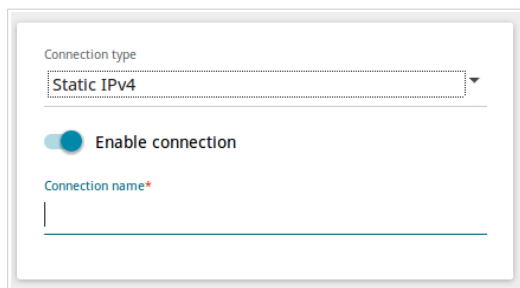 Connection type
Static IPv4
Enable connection
Connection name*